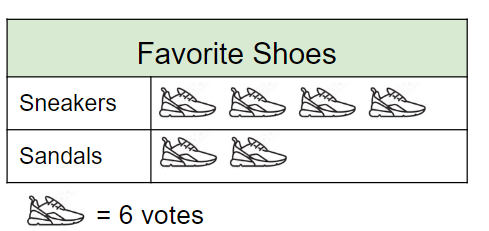 Favorite Shoes
Sneakers
Sandals
= 6 votes